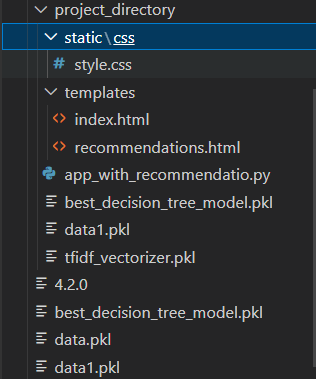 project_directory
static\css
# style.css
templates
<> index.html
<> recommendations.html
app_with_recommendatio.py
best_decision_tree_model.pkl
data1.pkl
tfidf_vectorizer.pkl
4.2.0
best_decision_tree_model.pkl
data.pkl
data1.pkl